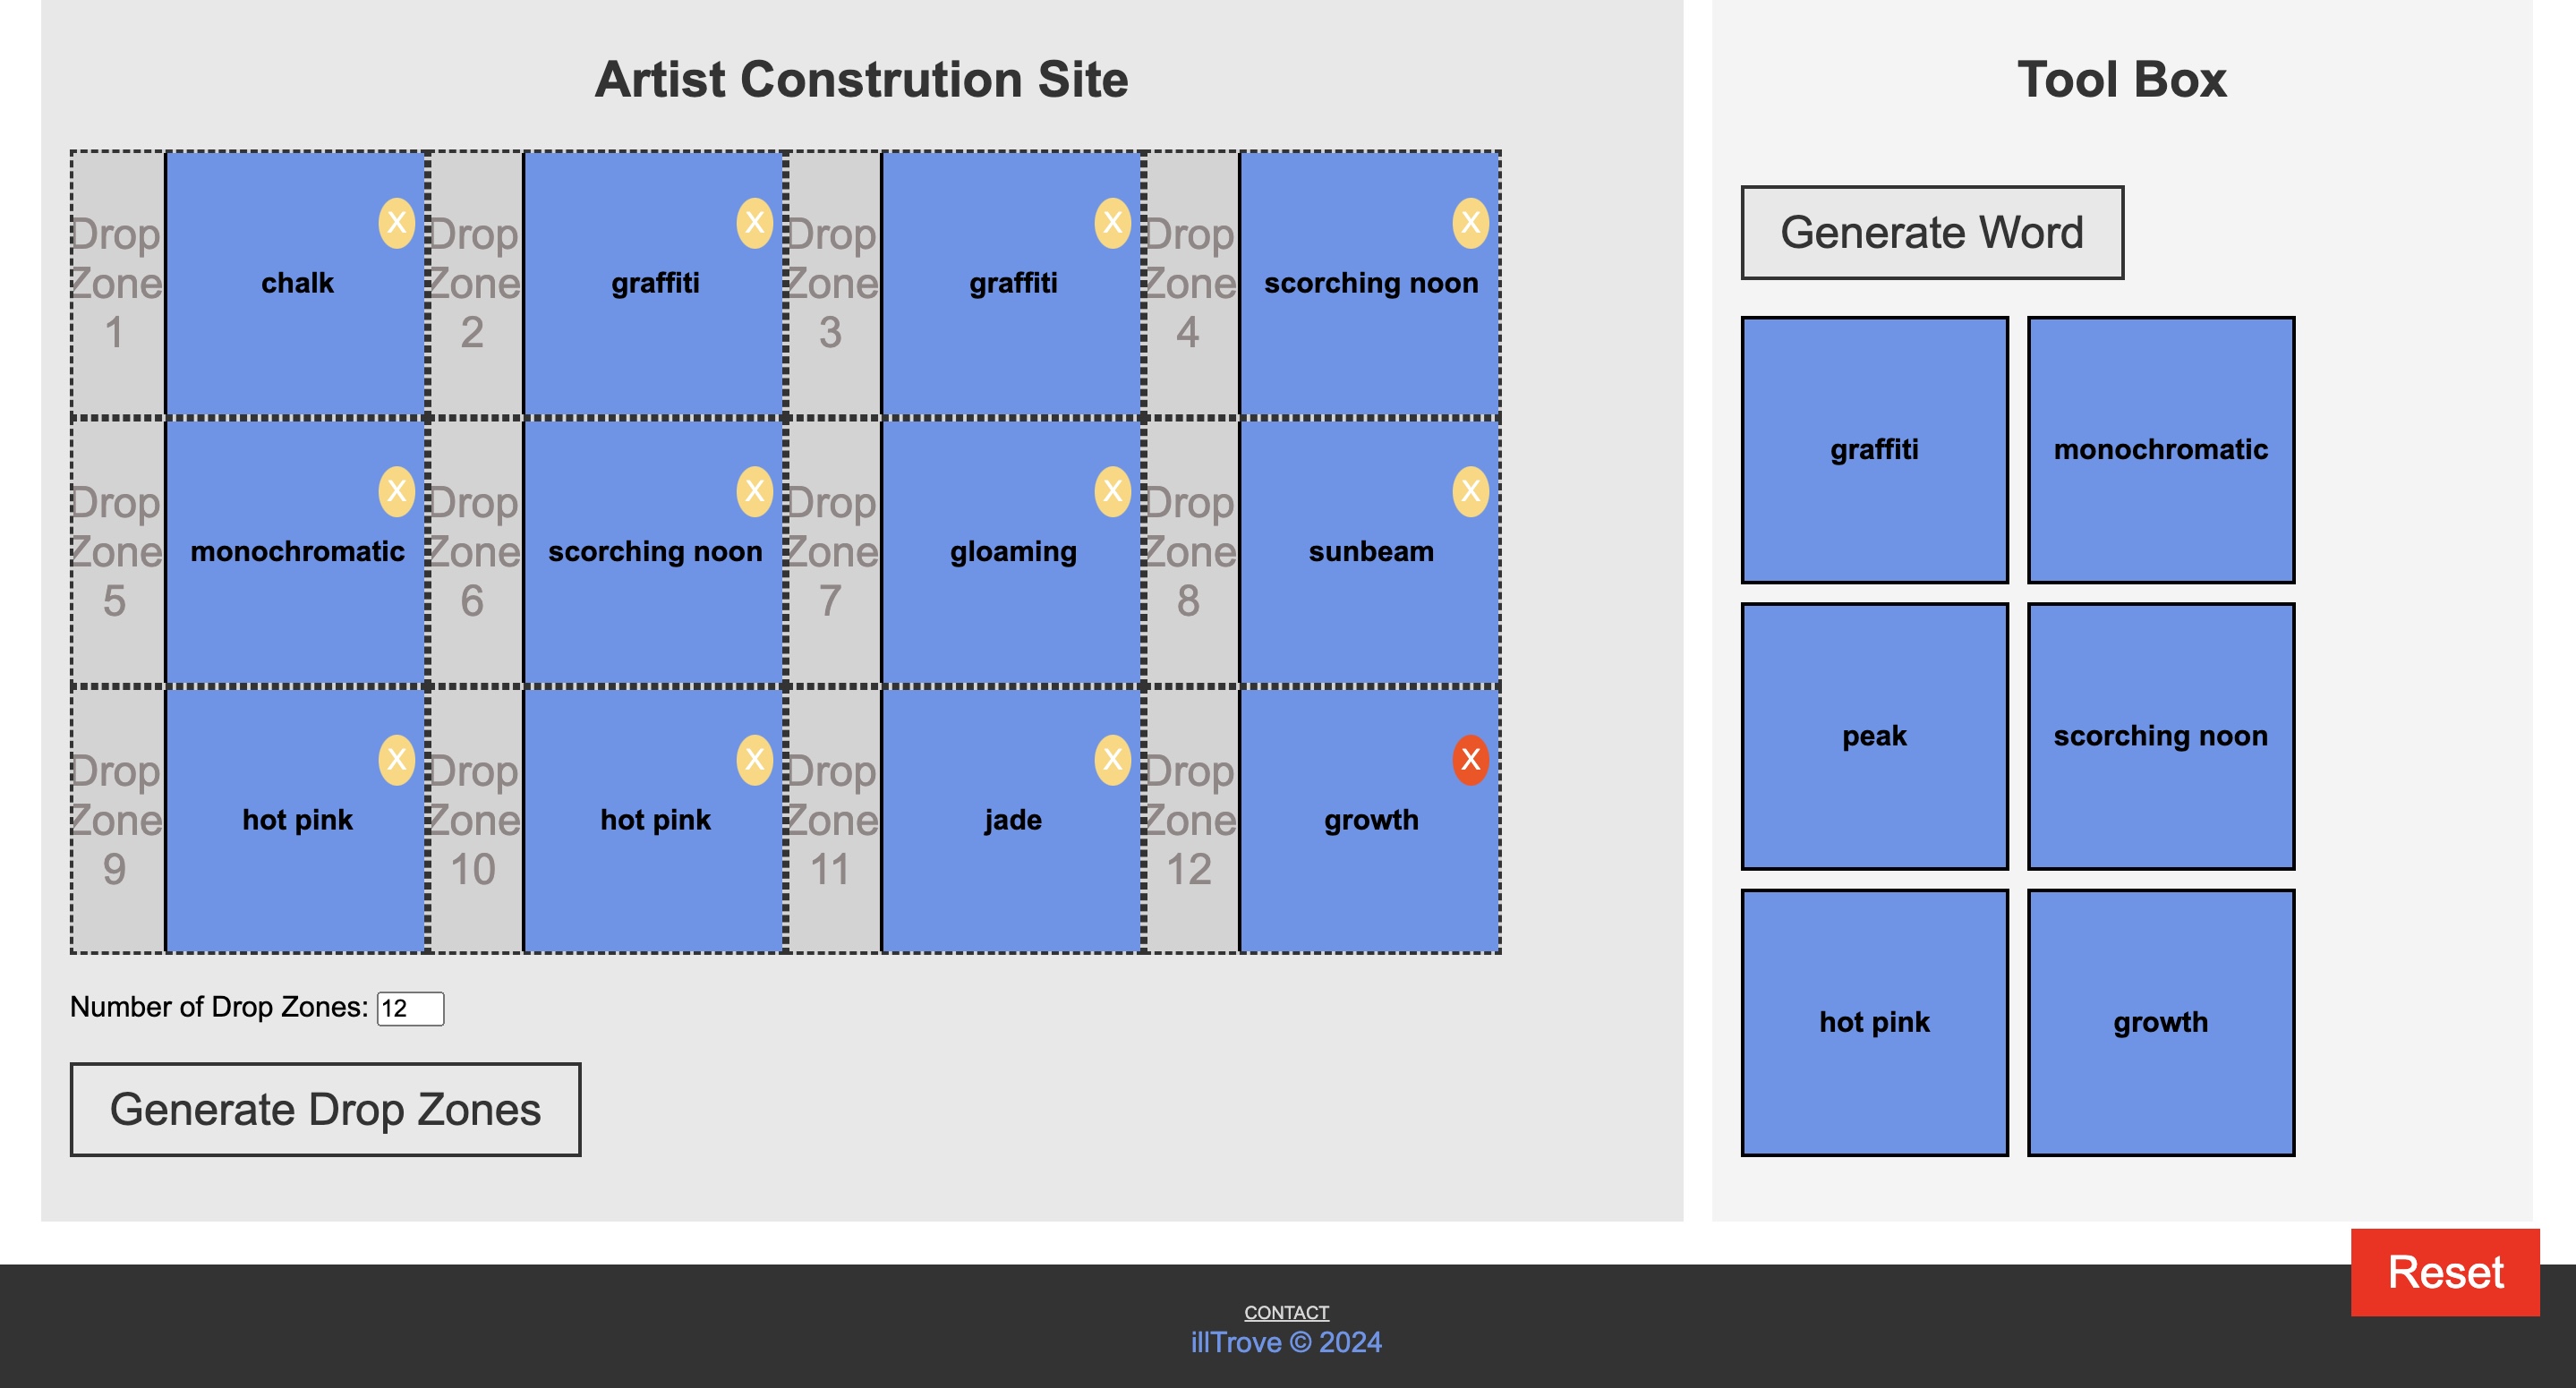 Artist Constrution Site
Drop
Zone
1
chalk
X
Drop
Zone
2
graffiti
X
Drop
Zone
3
graffiti
X
Drop
Zone
4
scorching noon
X
Drop
Zone
5
monochromatic
X
Drop
Zone
6
scorching noon
X
Drop
Zone
7
gloaming
X
Drop
Zone
8
sunbeam
X
Drop
Zone
9
hot pink
X
Drop
Zone
10
hot pink
X
Drop
Zone
11
jade
X
Drop
Zone
12
growth
X
Number of Drop Zones: 12
Generate Drop Zones
Tool Box
Generate Word
graffiti
monochromatic
peak
scorching noon
hot pink
growth
Reset
CONTACT
illTrove © 2024